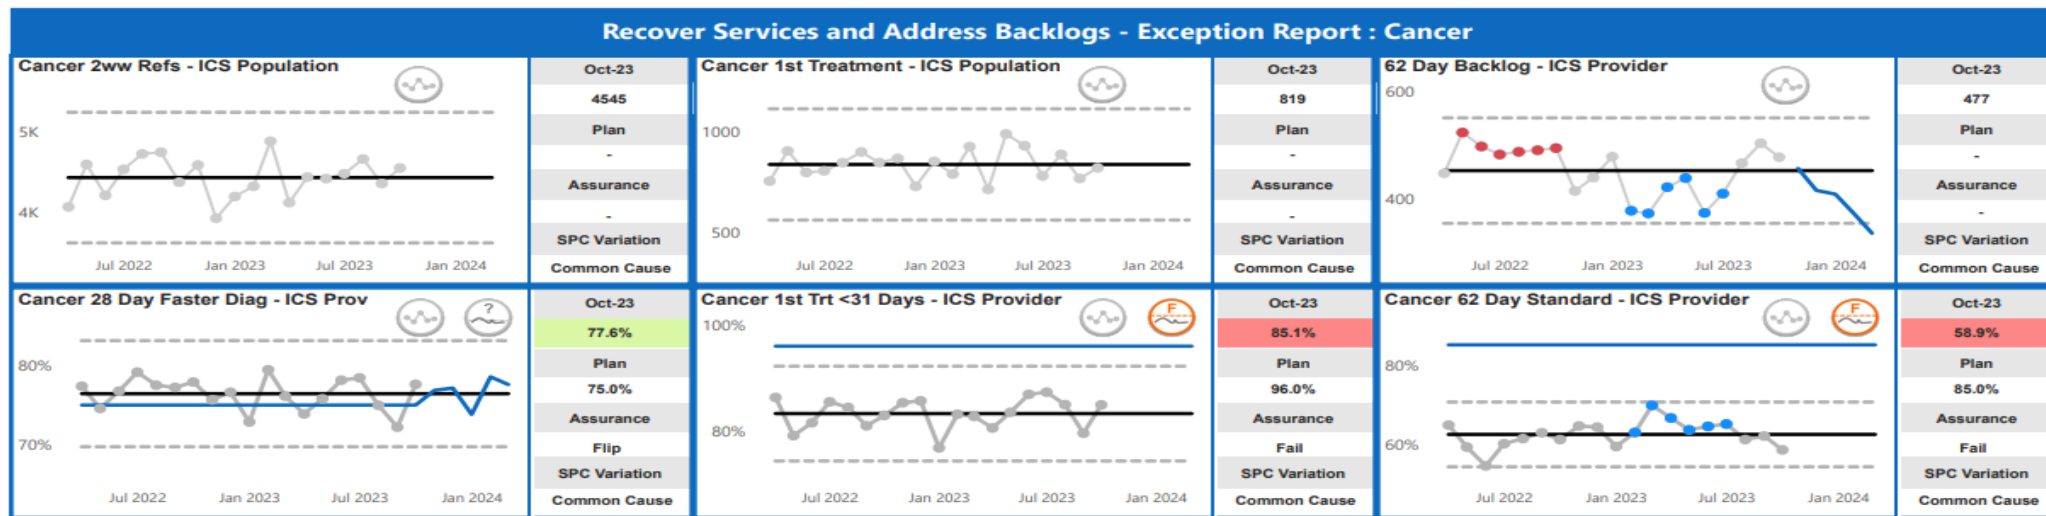 Recover Services and Address Backlogs - Exception Report : Cancer
Cancer 2ww Refs - ICS Population
5K
4K
Jul 2022 Jan 2023 Jul 2023 Jan 2024
Oct-23
4545
Plan
-
Assurance
-
SPC Variation
Common Cause
Cancer 1st Treatment - ICS Population
1000
500
Jul 2022 Jan 2023 Jul 2023 Jan 2024
Oct-23
819
Plan
-
Assurance
-
SPC Variation
Common Cause
62 Day Backlog - ICS Provider
600
400
Jul 2022 Jan 2023 Jul 2023 Jan 2024
Oct-23
477
Plan
-
Assurance
-
SPC Variation
Common Cause
Cancer 28 Day Faster Diag - ICS Prov
?
80%
70%
Jul 2022 Jan 2023 Jul 2023 Jan 2024
Oct-23
77.6%
Plan
75.0%
Assurance
Flip
SPC Variation
Common Cause
Cancer 1st Trt <31 Days - ICS Provider
F
100%
80%
Jul 2022 Jan 2023 Jul 2023 Jan 2024
Oct-23
85.1%
Plan
96.0%
Assurance
Fail
SPC Variation
Common Cause
Cancer 62 Day Standard - ICS Provider
F
80%
60%
Jul 2022 Jan 2023 Jul 2023 Jan 2024
Oct-23
58.9%
Plan
85.0%
Assurance
Fail
SPC Variation
Common Cause